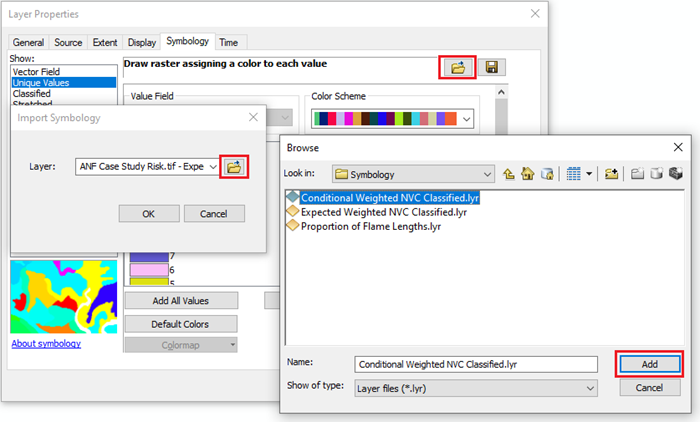 Layer Properties
General Source Extent Display Symbology Time
Show:
Vector Field
Unique Values
Classified
Stretched
Draw raster assigning a color to each value
Value Field
Color Scheme
Import Symbology
Layer: ANF Case Study Risk.tif - Expe
OK Cancel
7
6
5
Add All Values
Default Colors
Colormap
About symbology
Browse
Look in: Symbology
Conditional Weighted NVC Classified.lyr
Expected Weighted NVC Classified.lyr
Proportion of Flame Lengths.lyr
Name: Conditional Weighted NVC Classified.lyr Add
Show of type: Layer files (*.lyr) Cancel